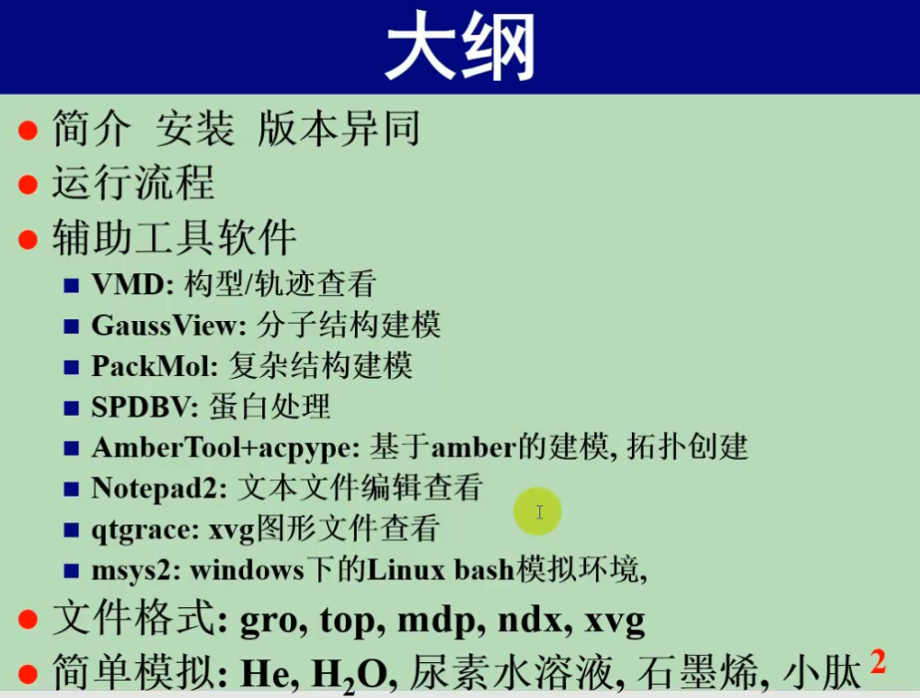 大纲
简介 安装 版本异同
运行流程
辅助工具软件
VMD: 构型/轨迹查看
GaussView: 分子结构建模
PackMol: 复杂结构建模
SPDBV: 蛋白处理
AmberTool+acpype: 基于amber的建模, 拓扑创建
Notepad2: 文本文件编辑查看
qtgrace: xvg图形文件查看
msys2: windows下的Linux bash模拟环境,
文件格式: gro, top, mdp, ndx, xvg
简单模拟: He, H₂O, 尿素水溶液, 石墨烯, 小肽
2